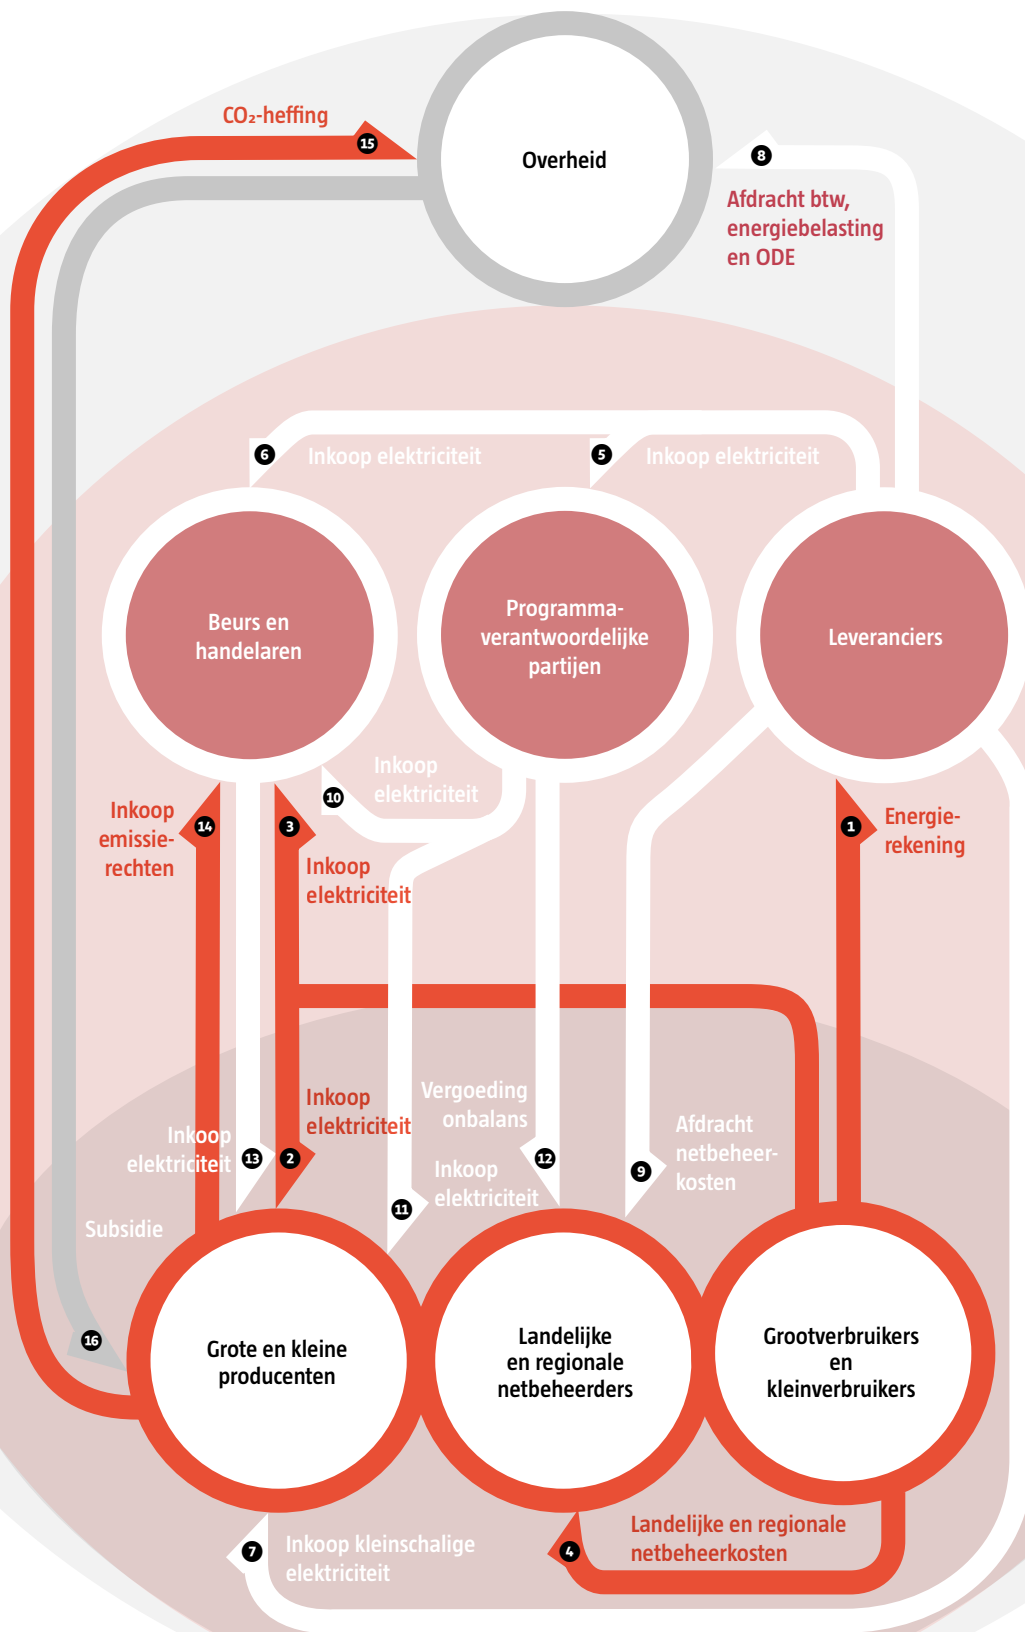 CO₂-heffing
15
Overheid
8
Afdracht btw,
energiebelasting
en ODE
6
Inkoop elektriciteit
5
Inkoop elektriciteit
Beurs en
handelaren
Programma-
verantwoordelijke
partijen
Leveranciers
Inkoop
elektriciteit
10
Inkoop
emissie-
rechten
14
3
Inkoop
elektriciteit
1
Energie-
rekening
Inkoop
elektriciteit
2
Inkoop
elektriciteit
13
Vergoeding
onbalans
12
Inkoop
elektriciteit
11
Afdracht
netbeheer-
kosten
9
Subsidie
16
Grote en kleine
producenten
Landelijke
en regionale
netbeheerders
Grootverbruikers
en
kleinverbruikers
7
Inkoop kleinschalige
elektriciteit
4
Landelijke en regionale
netbeheerkosten